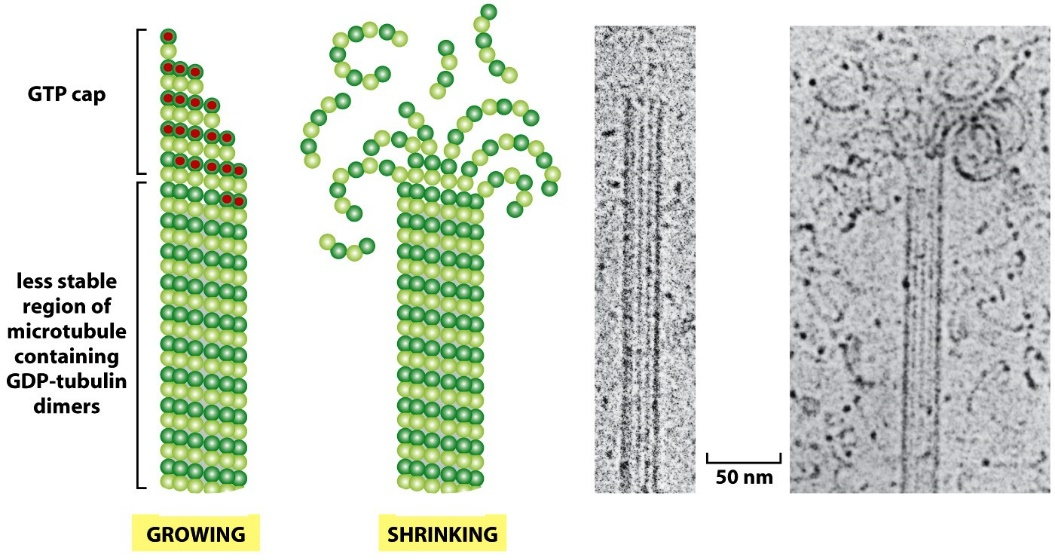 GTP cap
less stable
region of
microtubule
containing
GDP-tubulin
dimers
50 nm
GROWING
SHRINKING